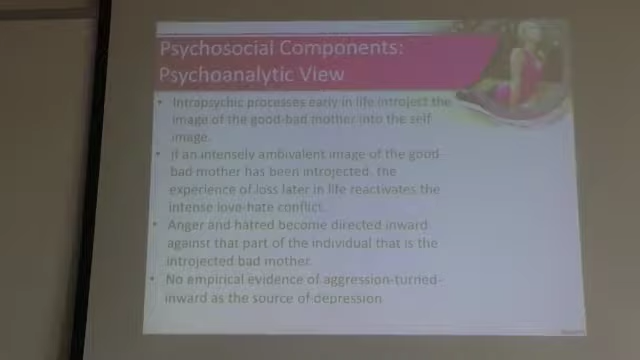 Psychosocial Components:
Psychoanalytic View
• Intrapsychic processes early in life introject the
image of the good-bad mother into the self
image.
• If an intensely ambivalent image of the good-
bad mother has been introjected, the
experience of loss later in life reactivates the
intense love-hate conflict.
• Anger and hatred become directed inward
against that part of the individual that is the
introjected bad mother.
• No empirical evidence of aggression-turned-
inward as the source of depression